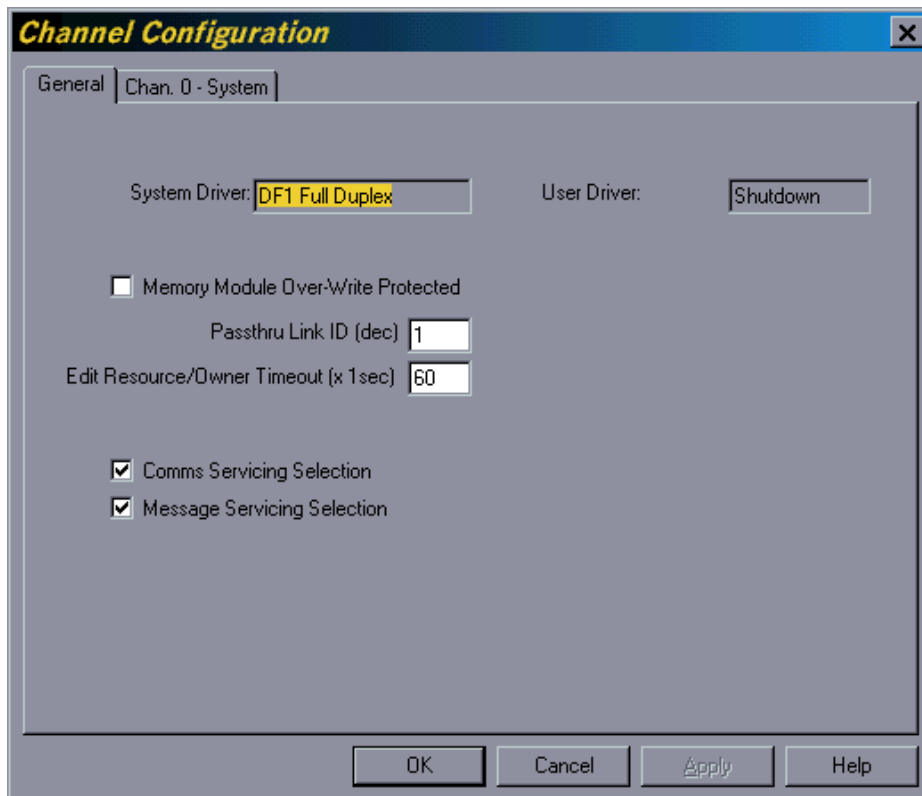 Channel Configuration
General
Chan. 0 - System
System Driver: DF1 Full Duplex
User Driver: Shutdown
Memory Module Over-Write Protected
Passthru Link ID (dec) 1
Edit Resource/Owner Timeout (x 1sec) 60
Comms Servicing Selection
Message Servicing Selection
OK
Cancel
Apply
Help